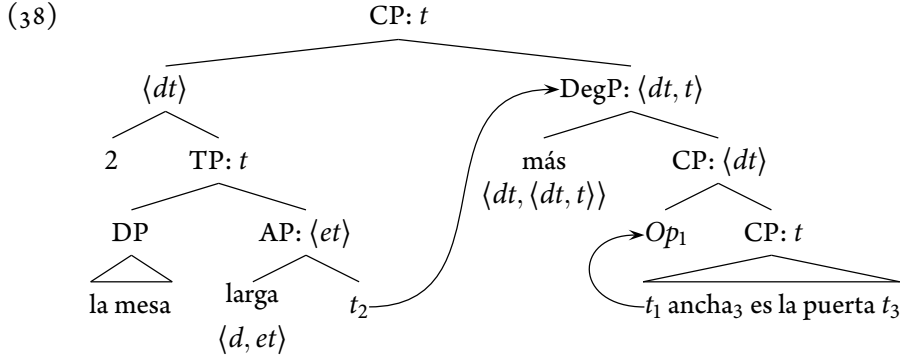 (38) CP: t
⟨dt⟩ DegP: ⟨dt, t⟩
2 TP: t más CP: ⟨dt⟩
⟨dt, ⟨dt, t⟩⟩
DP AP: ⟨et⟩ Op₁ CP: t
la mesa larga t₂ t₁ ancha₃ es la puerta t₃
⟨d, et⟩